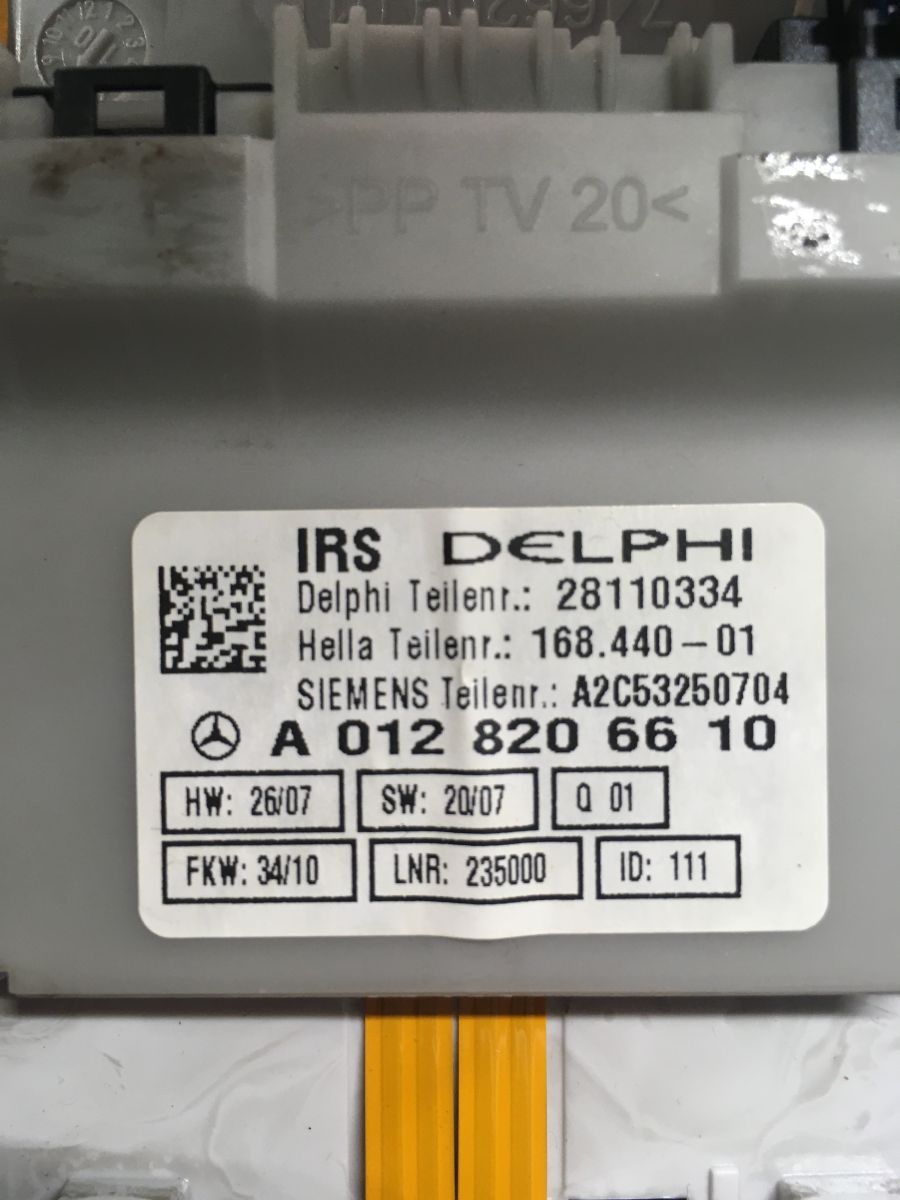 >PP TV 20<
IRS DELPHI
Delphi Teilenr.: 28110334
Hella Teilenr.: 168.440-01
SIEMENS Teilenr.: A2C53250704
A 012 820 66 10
HW: 26/07 SW: 20/07 Q 01
FKW: 34/10 LNR: 235000 ID: 111